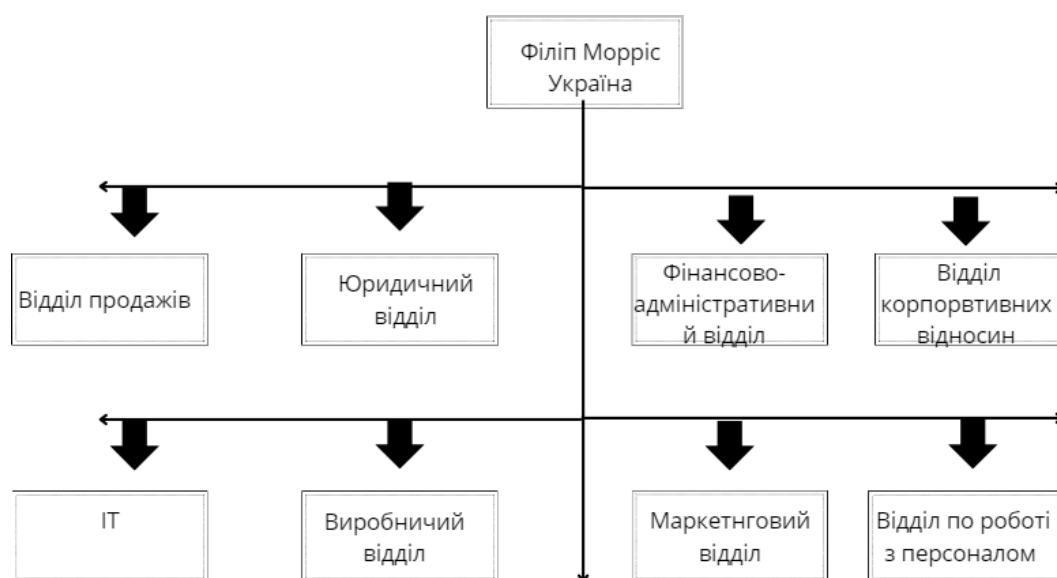 Філіп Морріс
Україна
Відділ продажів
Юридичний
відділ
Фінансово-
адміністративни
й відділ
Відділ
корпорвтивних
відносин
IT
Виробничий
відділ
Маркетнговий
відділ
Відділ по роботі
з персоналом